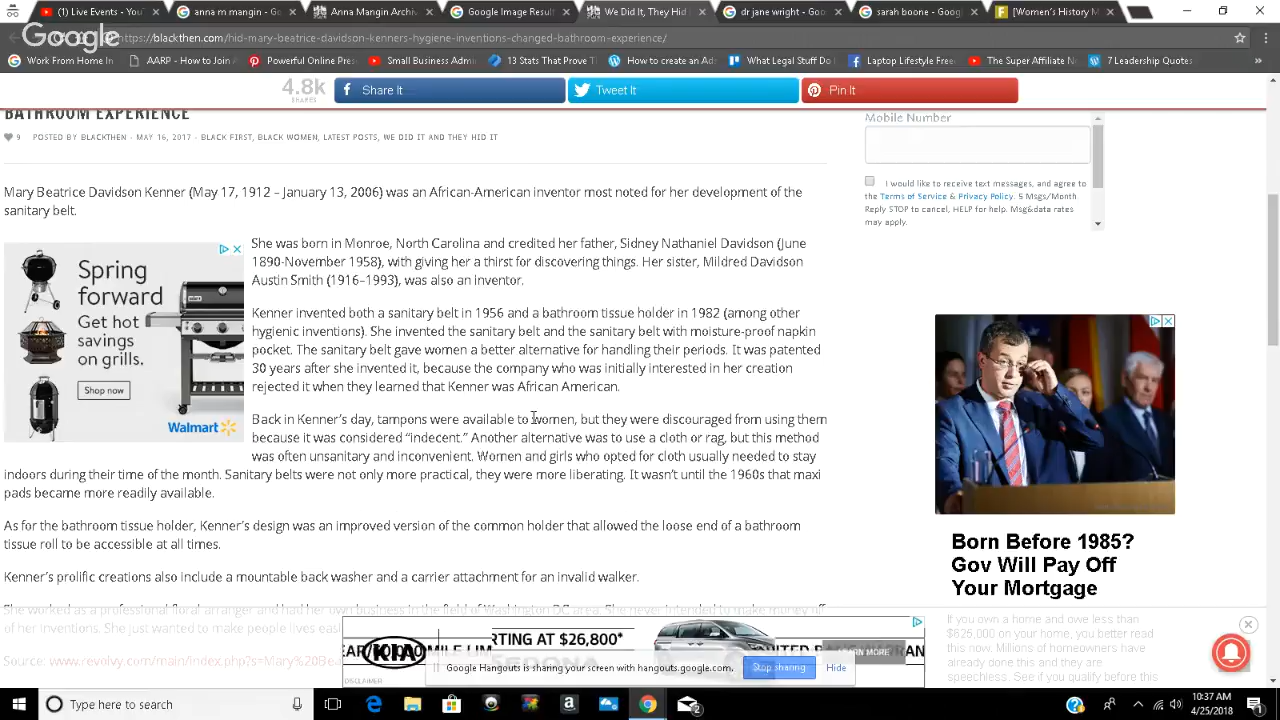 (1) Live Events - You
anna m mangin - Go
Anna Mangin Archiv
Google Image Result
We Did It, They Hid I
dr jane wright - Goo
sarah boone - Googl
[Women's History M
Google
https://blackthen.com/hid-mary-beatrice-davidson-kenners-hygiene-inventions-changed-bathroom-experience/
Work From Home In
AARP - How to Join
Powerful Online Pres
Sell Business Admin
13 Stats That Prove T
How to create an Ad
What Legal Stuff Do
Laptop Lifestyle Free
The Super Affiliate N
7 Leadership Quotes
4.8k
SHARES
Share It
Tweet It
Pin It
BATHROOM EXPERIENCE
9 POSTED BY BLACKTHEN - MAY 16, 2017 - BLACK FIRST, BLACK WOMEN, LATEST POSTS, WE DID IT AND THEY HID IT
Mary Beatrice Davidson Kenner (May 17, 1912 – January 13, 2006) was an African-American inventor most noted for her development of the
sanitary belt.
She was born in Monroe, North Carolina and credited her father, Sidney Nathaniel Davidson (June
1890-November 1958), with giving her a thirst for discovering things. Her sister, Mildred Davidson
Austin Smith (1916–1993), was also an inventor.
Kenner invented both a sanitary belt in 1956 and a bathroom tissue holder in 1982 (among other
hygienic inventions). She invented the sanitary belt and the sanitary belt with moisture-proof napkin
pocket. The sanitary belt gave women a better alternative for handling their periods. It was patented
30 years after she invented it, because the company who was initially interested in her creation
rejected it when they learned that Kenner was African American.
Back in Kenner's day, tampons were available to women, but they were discouraged from using them
because it was considered "indecent." Another alternative was to use a cloth or rag, but this method
was often unsanitary and inconvenient. Women and girls who opted for cloth usually needed to stay
indoors during their time of the month. Sanitary belts were not only more practical, they were more liberating. It wasn't until the 1960s that maxi
pads became more readily available.
As for the bathroom tissue holder, Kenner's design was an improved version of the common holder that allowed the loose end of a bathroom
tissue roll to be accessible at all times.
Kenner's prolific creations also include a mountable back washer and a carrier attachment for an invalid walker.
She worked as a professional floral arranger and had her own business in the field of Washington DC area. She never intended to make money off
of her inventions. She just wanted to make people lives easi
Source: www.revolvy.com/main/index.php?s=Mary%20Bea
Spring
forward
Get hot
savings
on grills.
Shop now
Walmart
Mobile Number
I would like to receive text messages, and agree to
the Terms of Service & Privacy Policy. 5 Msgs/Month
Reply STOP to cancel, HELP for help. Msg&data rates
may apply.
Born Before 1985?
Gov Will Pay Off
Your Mortgage
If you own a home and owe less than
$625,000 on your home, you better read
this now. Millions of homeowners have
already done this and they are
speechless. See if you qualify before this
KIA
RTING AT $26,800*
LEARN MORE
DISCLAIMER
Google Hangouts is sharing your screen with hangouts.google.com.
Stop sharing
Hide
Type here to search
10:37 AM
4/25/2018